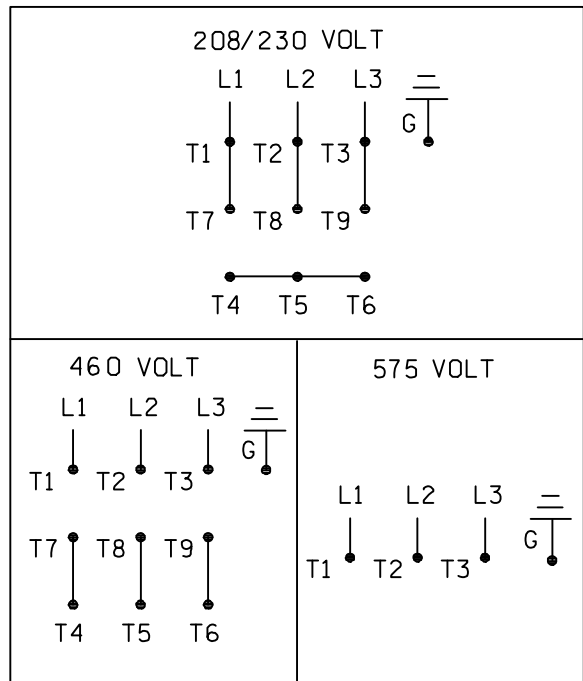 208/230 VOLT
L1 L2 L3
G
T1 T2 T3
T7 T8 T9
T4 T5 T6
460 VOLT
L1 L2 L3
G
T1 T2 T3
T7 T8 T9
T4 T5 T6
575 VOLT
L1 L2 L3
G
T1 T2 T3